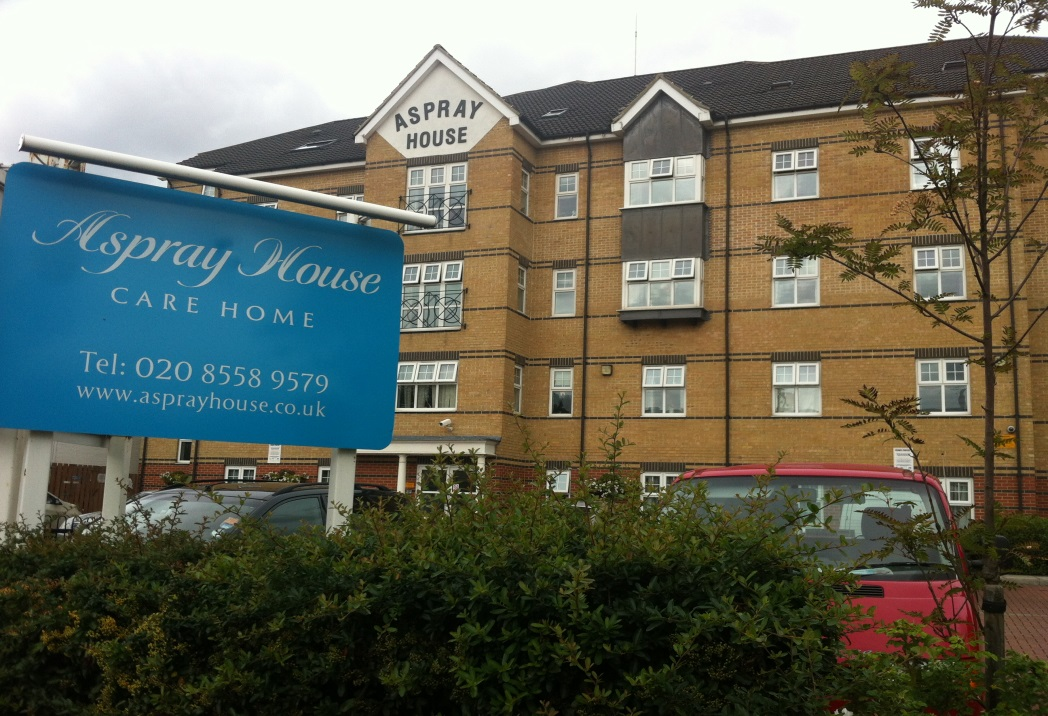 ASPRAY
HOUSE
Aspray House
CARE HOME
Tel: 020 8558 9579
www.asprayhouse.co.uk